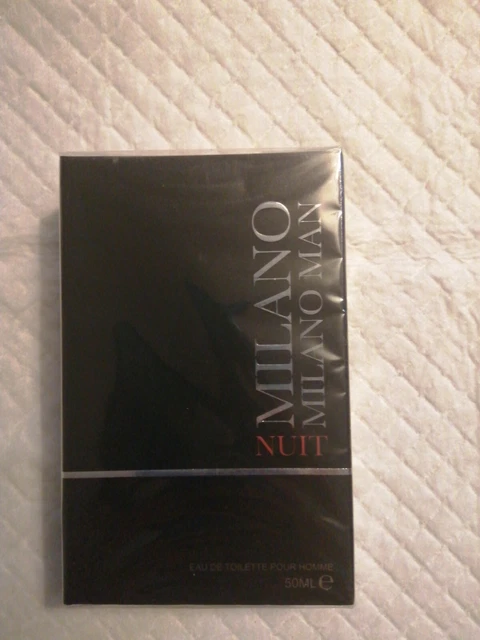 MILANO
MILANO MAN
NUIT
EAU DE TOILETTE POUR HOMME
50ML e